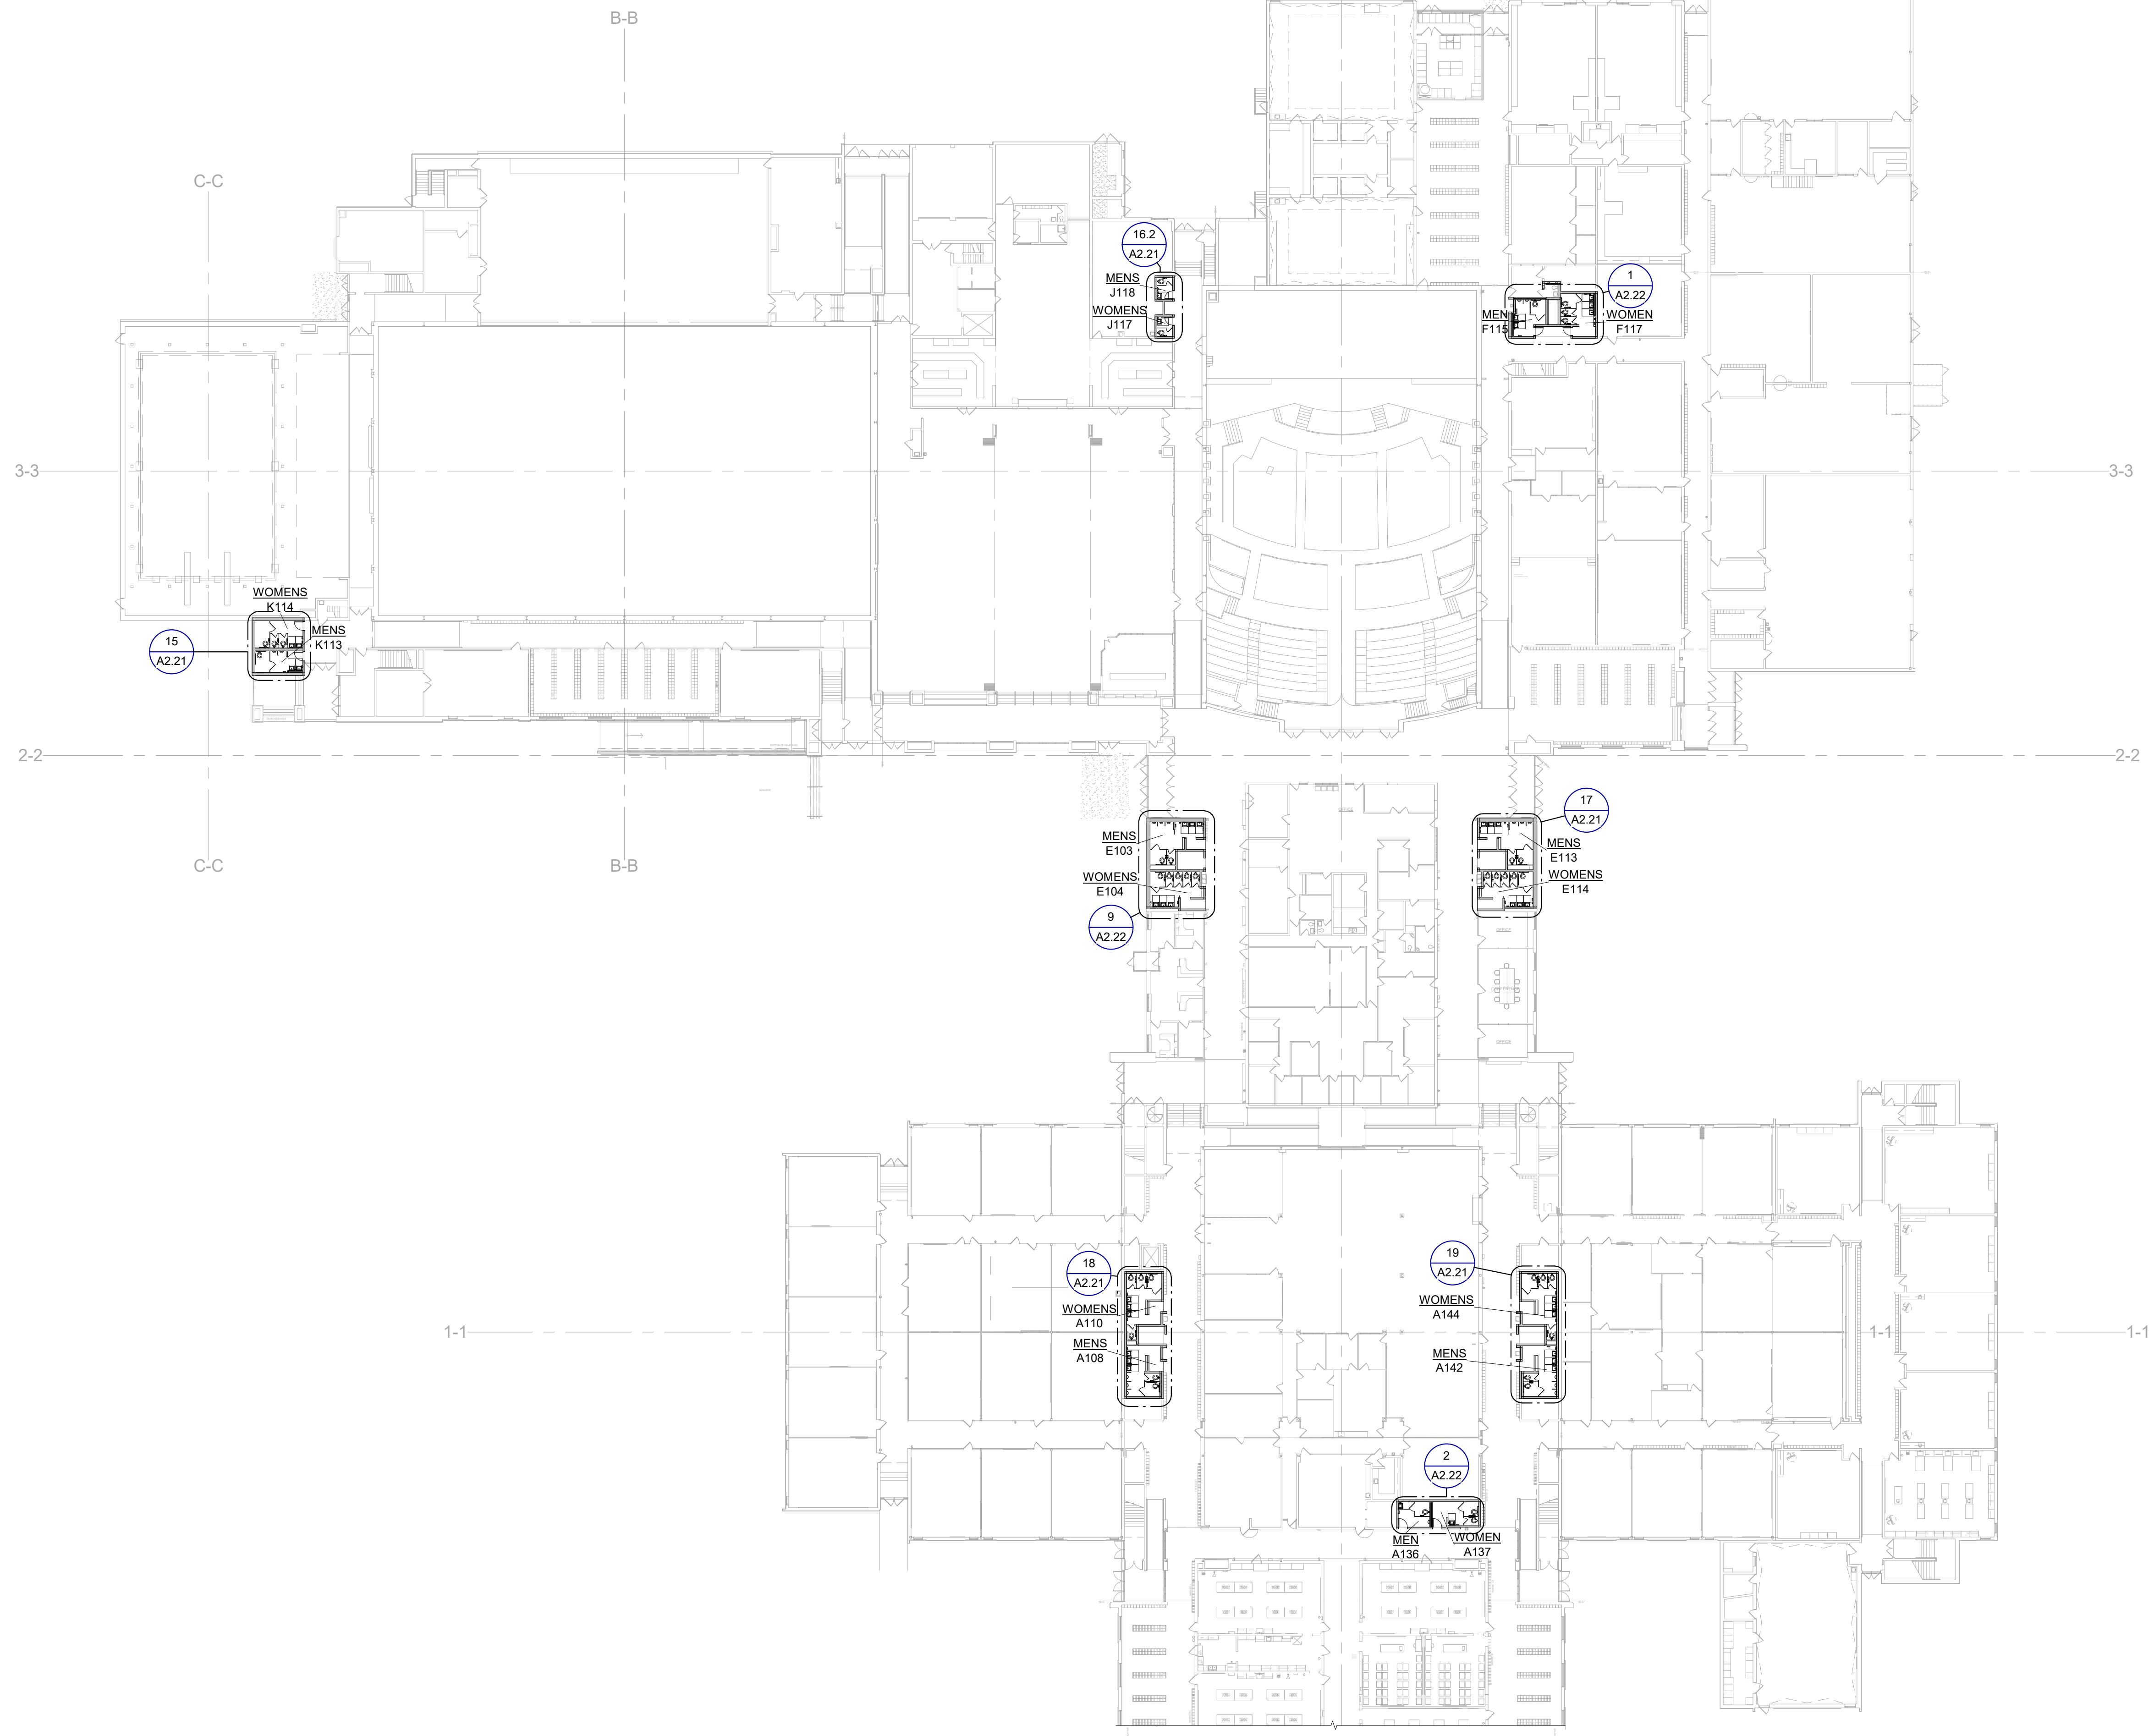 B-B
C-C
16.2
A2.21
MENS
J118
WOMENS
J117
1
A2.22
MEN
F115
WOMEN
F117
3-3
3-3
WOMENS
K114
MENS
K113
15
A2.21
2-2
2-2
17
A2.21
MENS
E103
MENS
E113
WOMENS
E104
WOMENS
E114
9
A2.22
C-C
B-B
OFFICE
OFFICE
OFFICE
18
A2.21
19
A2.21
WOMENS
A110
WOMENS
A144
1-1
1-1
1-1
MENS
A108
MENS
A142
2
A2.22
MEN
A136
WOMEN
A137